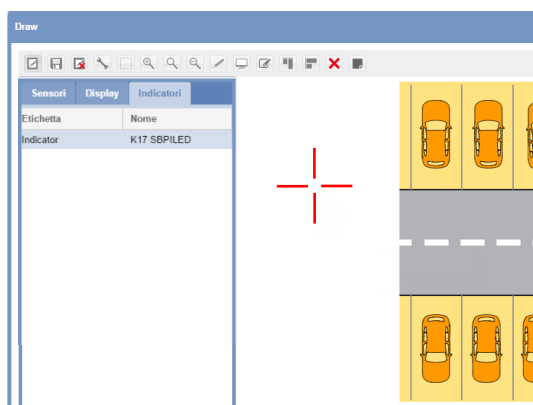 Draw
Sensori Display Indicatori
Etichetta Nome
Indicator K17 SBPILED